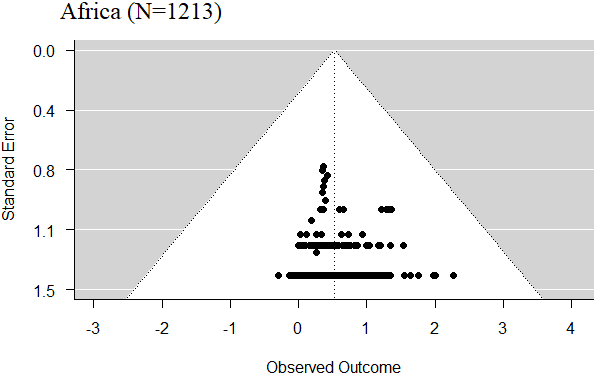 Africa (N=1213)
Standard Error
0.0
0.4
0.8
1.1
1.5
-3 -2 -1 0 1 2 3 4
Observed Outcome